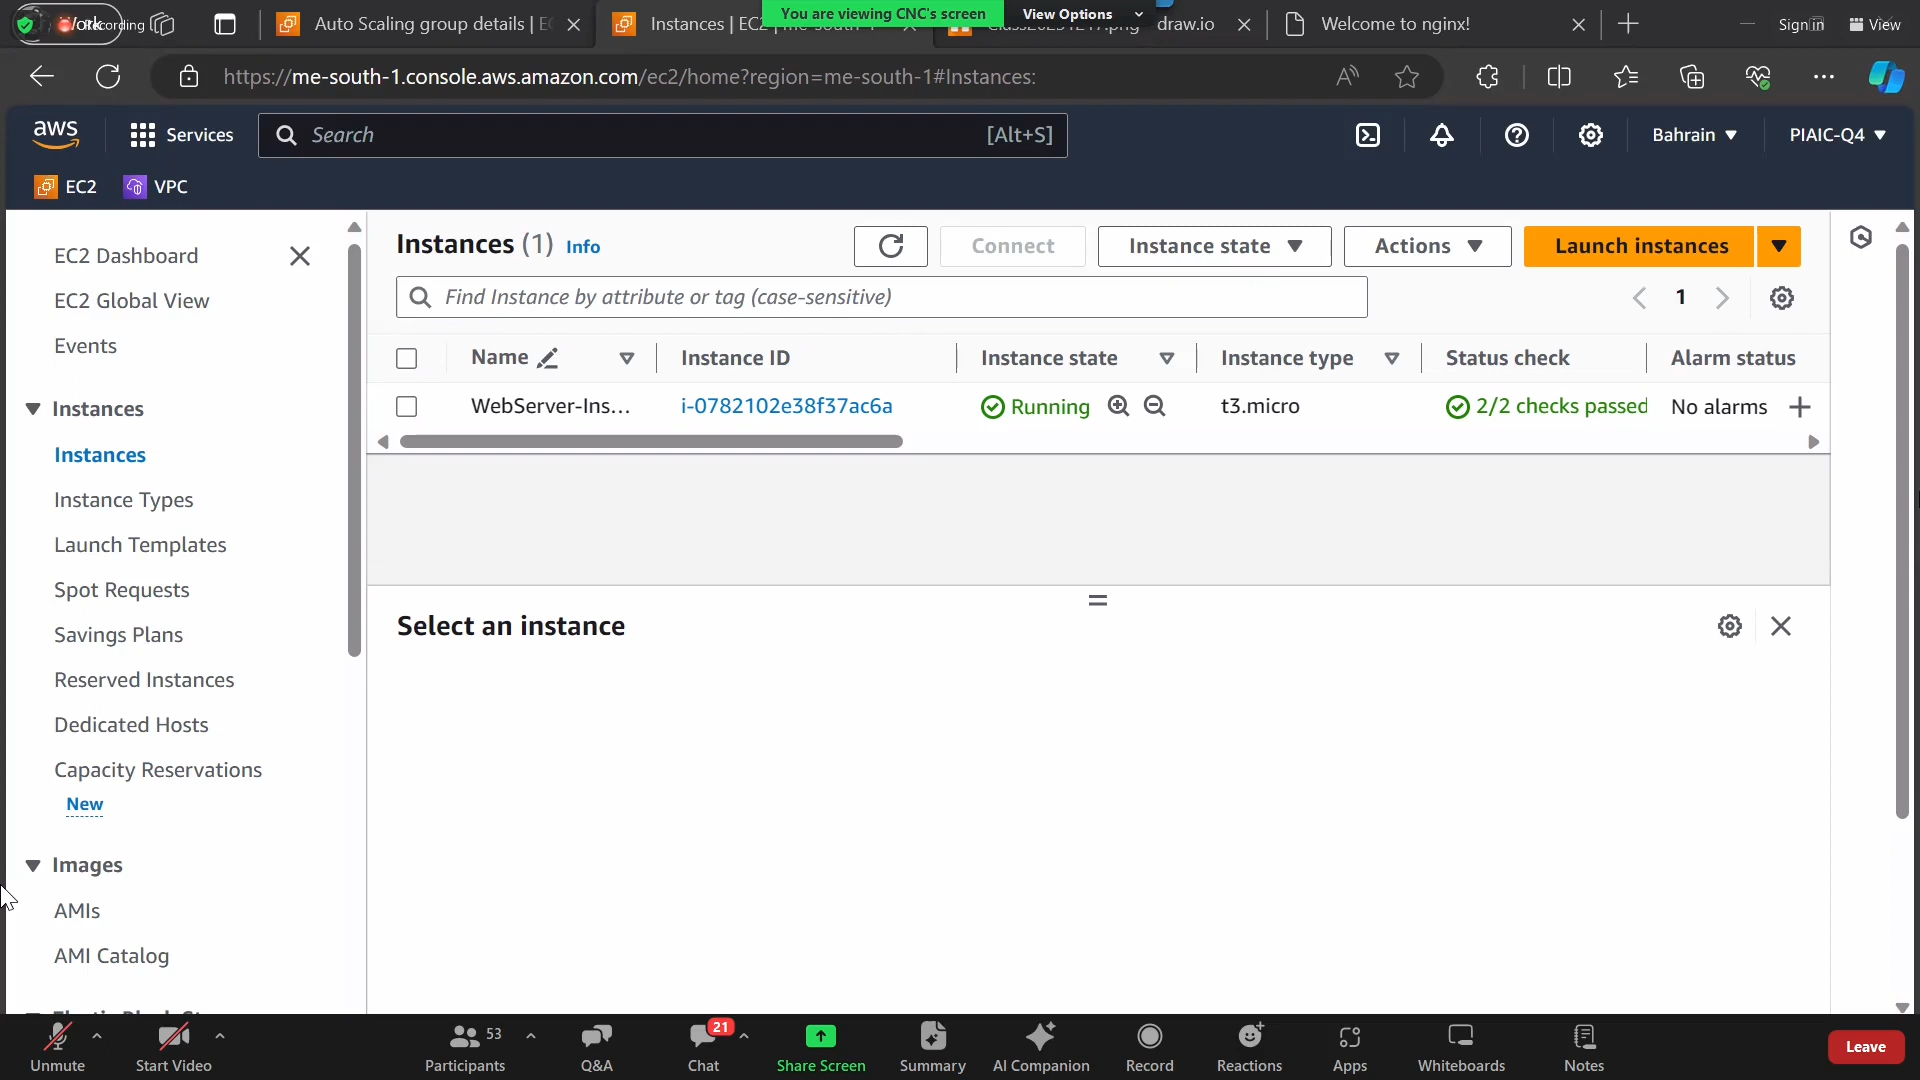 Recording
Auto Scaling group details | EC
Instances | EC2 | me-south-1
You are viewing CNC's screen
View Options
draw.io
Welcome to nginx!
Sign in
View
https://me-south-1.console.aws.amazon.com/ec2/home?region=me-south-1#Instances:
aws
Services
Search
[Alt+S]
Bahrain
PIAIC-Q4
EC2
VPC
EC2 Dashboard
EC2 Global View
Events
Instances
Instances
Instance Types
Launch Templates
Spot Requests
Savings Plans
Reserved Instances
Dedicated Hosts
Capacity Reservations
New
Images
AMIs
AMI Catalog
Instances (1) Info
Connect
Instance state
Actions
Launch instances
Find Instance by attribute or tag (case-sensitive)
1
Name
Instance ID
Instance state
Instance type
Status check
Alarm status
WebServer-Ins...
i-0782102e38f37ac6a
Running
t3.micro
2/2 checks passed
No alarms
Select an instance
Unmute
Start Video
Participants
53
Q&A
Chat
21
Share Screen
Summary
AI Companion
Record
Reactions
Apps
Whiteboards
Notes
Leave